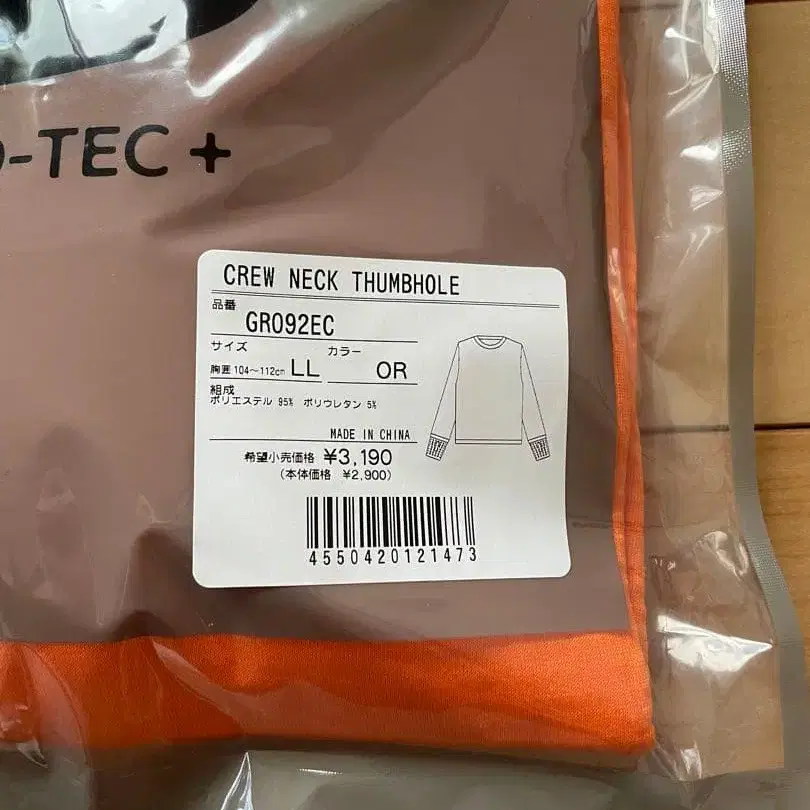 -TEC +
CREW NECK THUMBHOLE
品番
GR092EC
サイズ カラー
胸囲 104～112cm LL OR
組成
ポリエステル 95% ポリウレタン 5%
MADE IN CHINA
希望小売価格 ¥3,190
(本体価格 ¥2,900)
4550420121473